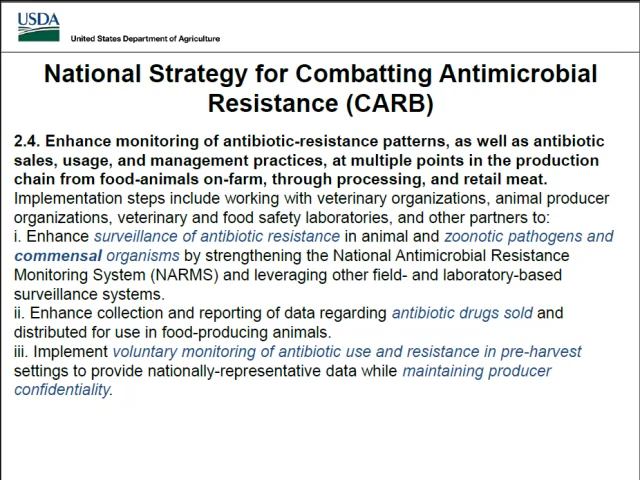 USDA
United States Department of Agriculture
National Strategy for Combatting Antimicrobial
Resistance (CARB)
2.4. Enhance monitoring of antibiotic-resistance patterns, as well as antibiotic
sales, usage, and management practices, at multiple points in the production
chain from food-animals on-farm, through processing, and retail meat.
Implementation steps include working with veterinary organizations, animal producer
organizations, veterinary and food safety laboratories, and other partners to:
i. Enhance surveillance of antibiotic resistance in animal and zoonotic pathogens and
commensal organisms by strengthening the National Antimicrobial Resistance
Monitoring System (NARMS) and leveraging other field- and laboratory-based
surveillance systems.
ii. Enhance collection and reporting of data regarding antibiotic drugs sold and
distributed for use in food-producing animals.
iii. Implement voluntary monitoring of antibiotic use and resistance in pre-harvest
settings to provide nationally-representative data while maintaining producer
confidentiality.